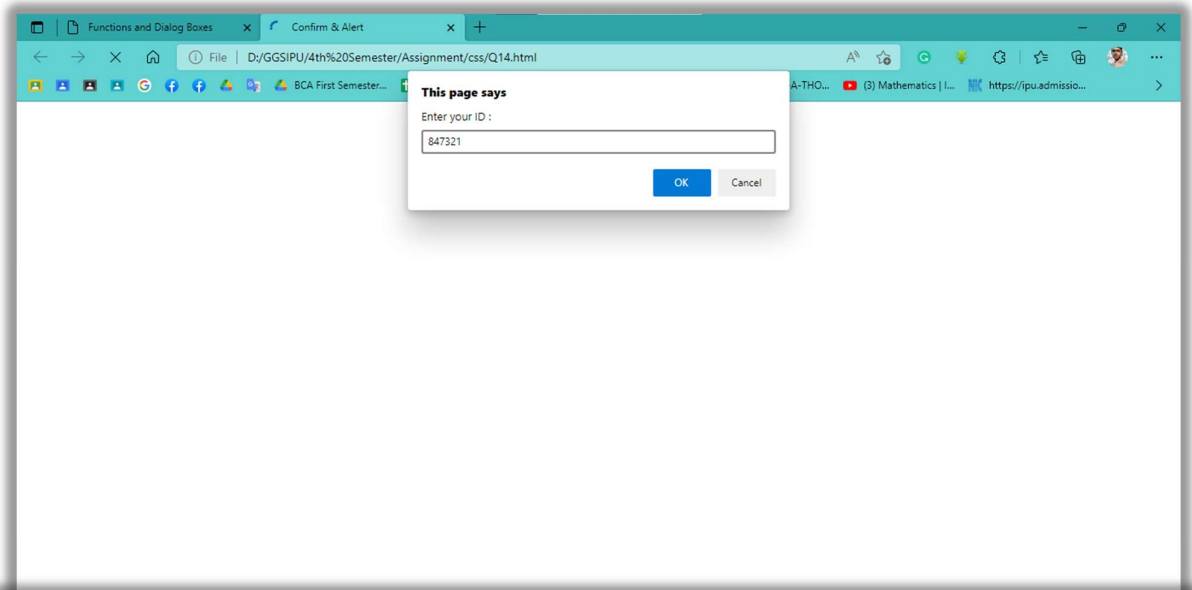 Functions and Dialog Boxes
Confirm & Alert
File
D:/GGSIPU/4th%20Semester/Assignment/css/Q14.html
BCA First Semester...
A-THO...
(3) Mathematics | I...
https://ipu.admissio...
This page says
Enter your ID :
847321
OK
Cancel